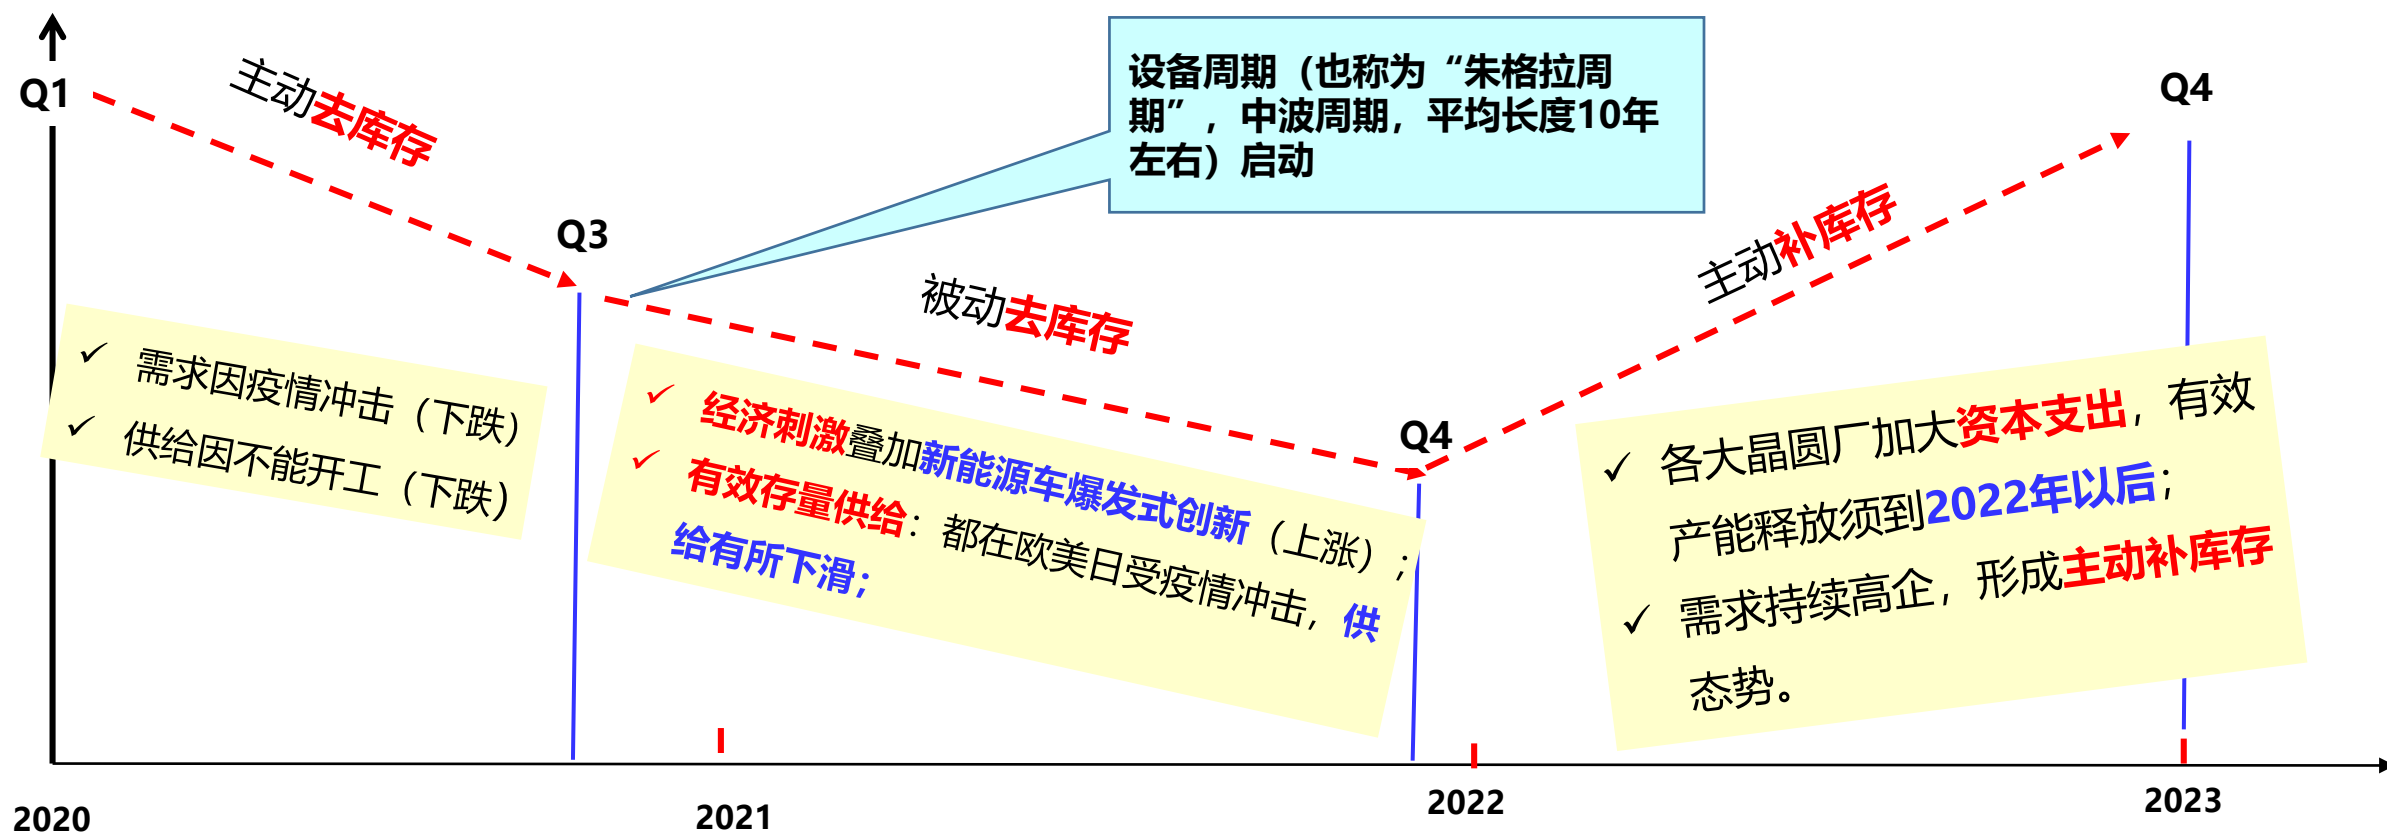 Q1
主动去库存
设备周期（也称为“朱格拉周
期”，中波周期，平均长度10年
左右）启动
Q4
Q3
被动去库存
主动补库存
✓ 需求因疫情冲击（下跌）
✓ 供给因不能开工（下跌）
✓ 经济刺激叠加新能源车爆发式创新（上涨）；
✓ 有效存量供给：都在欧美日受疫情冲击，供
给有所下滑；
Q4
✓ 各大晶圆厂加大资本支出，有效
产能释放须到2022年以后；
✓ 需求持续高企，形成主动补库存
态势。
2020
2021
2022
2023